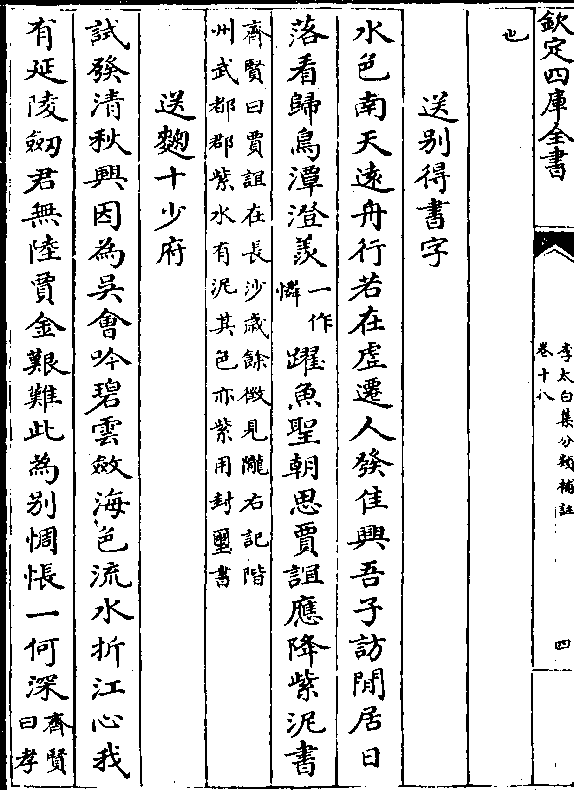 欽定四庫全書
李太白集分類補註
卷十八
四
也
送別得書字
水色南天遠舟行若在虛遷人發佳興吾子訪閒居日
落看歸鳥潭澄羨一作憐躍魚聖朝思賈誼應降紫泥書
齊賢曰賈誼在長沙歲餘徴見隴右記階
州武都郡紫水有泥其色亦紫用封璽書
送麴十少府
試發清秋興因為吳會吟碧雲斂海色流水折江心我
有延陵劒君無陸賈金艱難此為別惆悵一何深齊賢曰孝